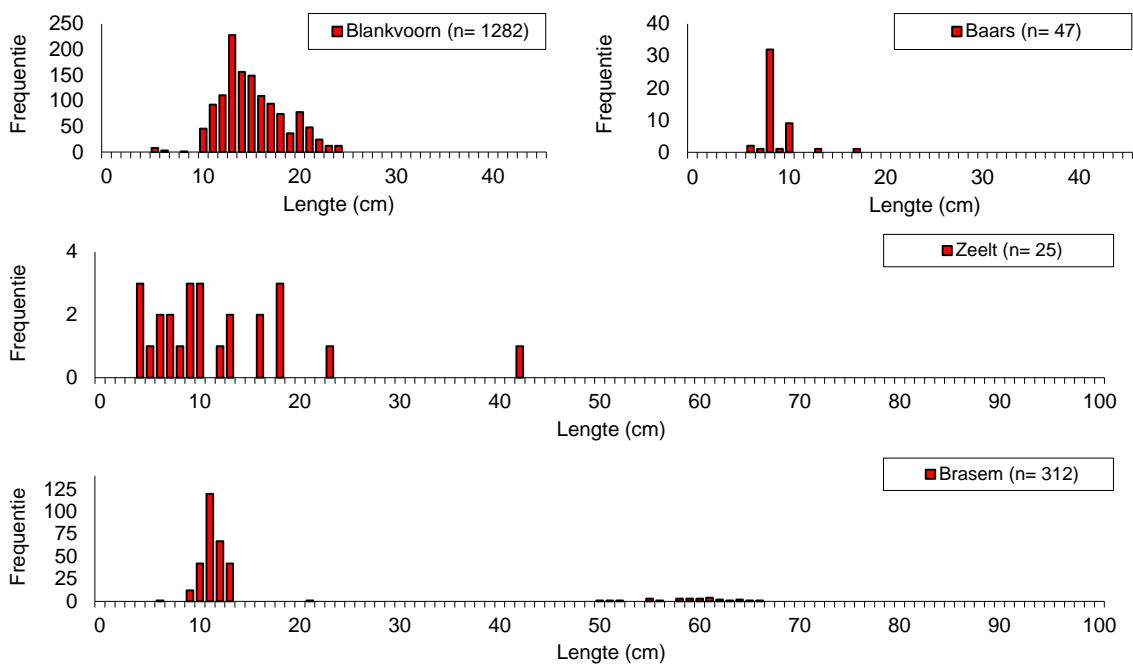 Blankvoorn (n= 1282)
Frequentie
250
200
150
100
50
0
0 10 20 30 40
Lengte (cm)
Baars (n= 47)
Frequentie
40
30
20
10
0
0 10 20 30 40
Lengte (cm)
Zeelt (n= 25)
Frequentie
4
2
0
0 10 20 30 40 50 60 70 80 90 100
Lengte (cm)
Brasem (n= 312)
Frequentie
125
100
75
50
25
0
0 10 20 30 40 50 60 70 80 90 100
Lengte (cm)